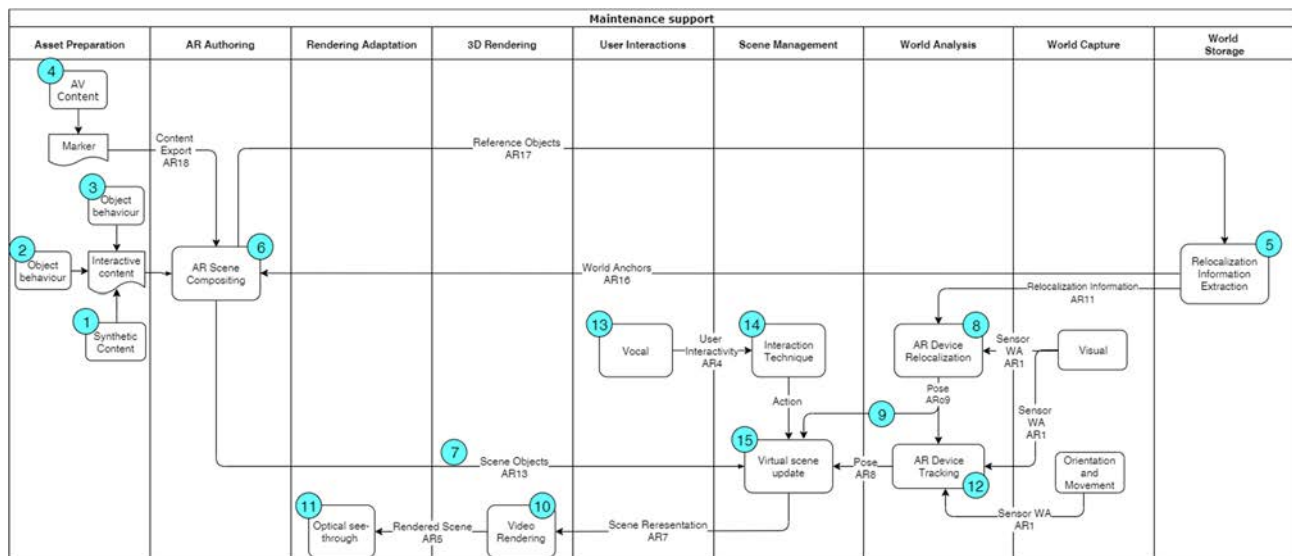 Maintenance support
Asset Preparation
AR Authoring
Rendering Adaptation
3D Rendering
User Interactions
Scene Management
World Analysis
World Capture
World
Storage
4
AV
Content
Marker
Content
Export
AR18
Reference Objects
AR17
3
Object
behaviour
2
Object
behaviour
Interactive
content
1
Synthetic
Content
6
AR Scene
Compositing
World Anchors
AR16
5
Relocalization
Information
Extraction
Relocalization Information
AR11
13
Vocal
User
Interactivity
AR4
14
Interaction
Technique
8
AR Device
Relocalization
Sensor
WA
AR1
Visual
Action
Pose
ARo9
9
Sensor
WA
AR1
7
Scene Objects
AR13
15
Virtual scene
update
Pose
AR8
AR Device
Tracking
12
Orientation
and
Movement
Sensor WA
AR1
11
Optical see-
through
Rendered Scene
AR5
10
Video
Rendering
Scene Reresentation
AR7